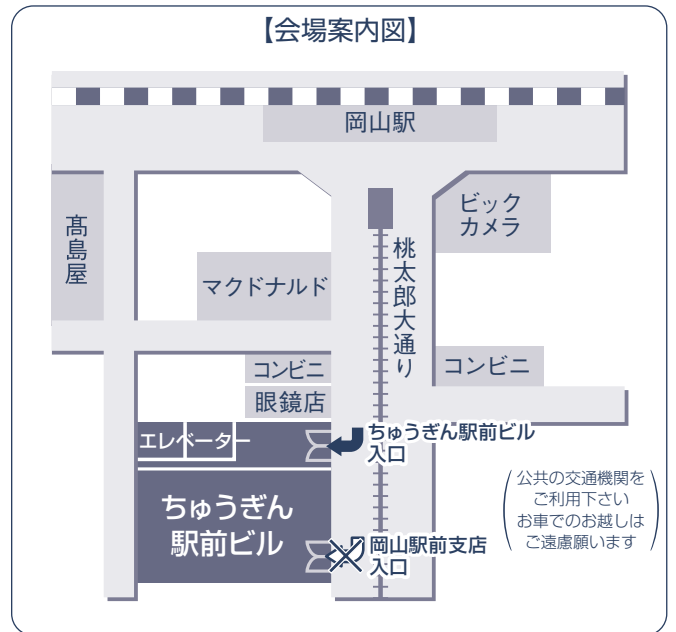 【会場案内図】
岡山駅
髙島屋
ビック
カメラ
桃太郎大通り
マクドナルド
コンビニ
コンビニ
眼鏡店
エレベーター
ちゅうぎん駅前ビル
入口
公共の交通機関を
ご利用下さい
お車でのお越しは
ご遠慮願います
ちゅうぎん
駅前ビル
岡山駅前支店
入口